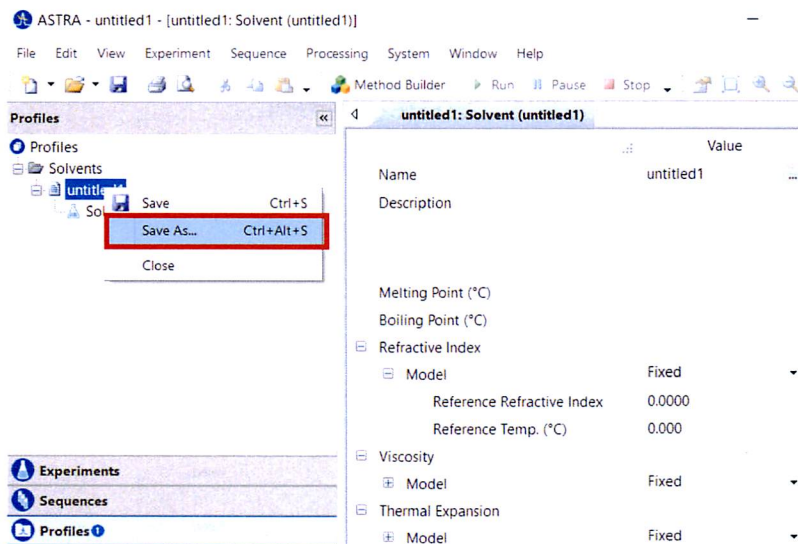 ASTRA - untitled1 - [untitled1: Solvent (untitled1)]
File Edit View Experiment Sequence Processing System Window Help
Method Builder Run Pause Stop
Profiles
untitled1: Solvent (untitled1)
Profiles
Solvents
Save Ctrl+S
Save As... Ctrl+Alt+S
Close
Value
Name untitled1 ...
Description
Melting Point (°C)
Boiling Point (°C)
Refractive Index
Model Fixed
Reference Refractive Index 0.0000
Reference Temp. (°C) 0.000
Viscosity
Model Fixed
Thermal Expansion
Model Fixed
Experiments
Sequences
Profiles